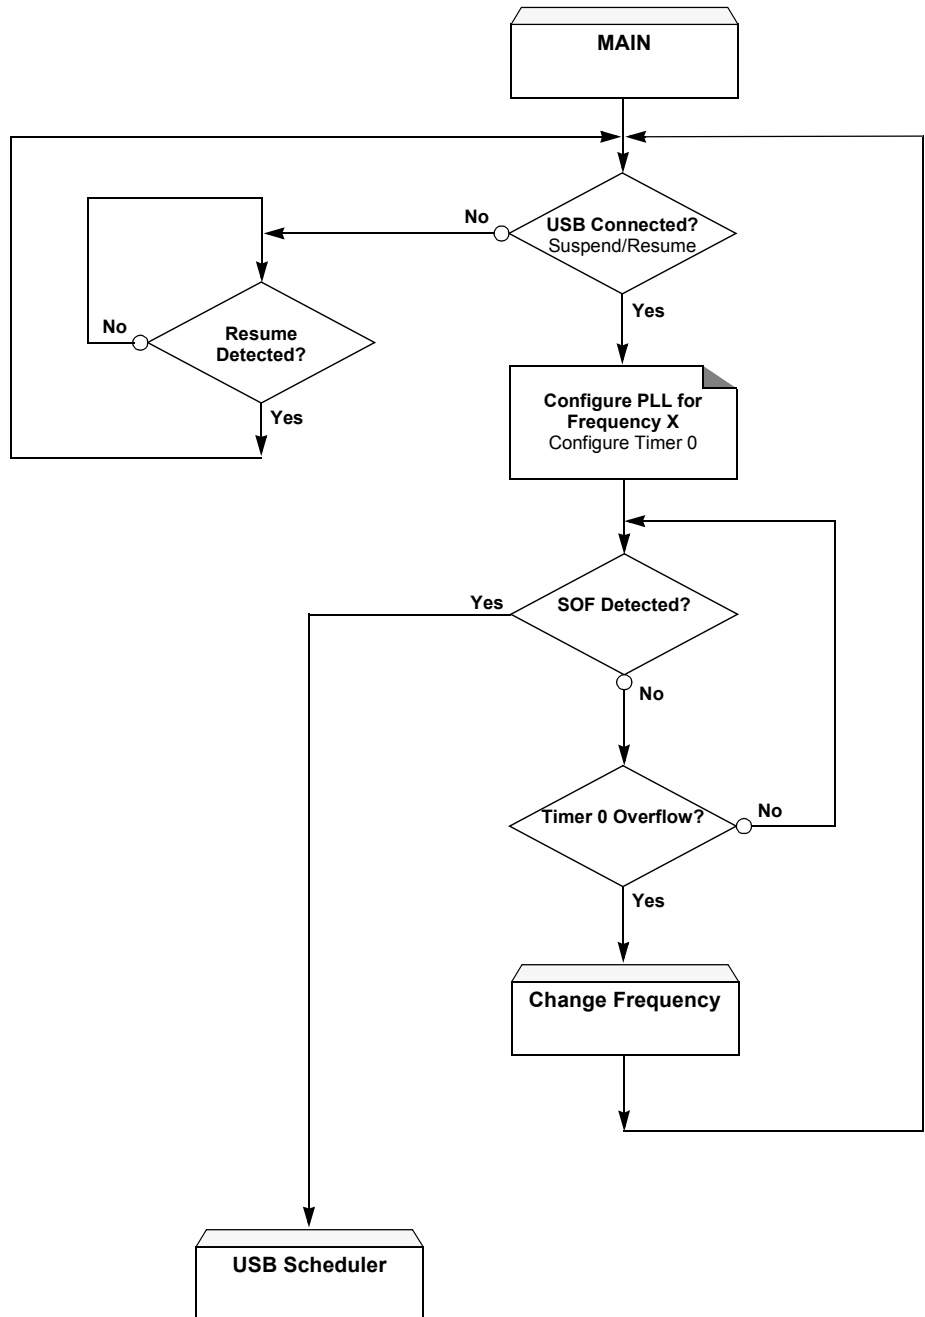 MAIN
No
USB Connected?
Suspend/Resume
Yes
No
Resume
Detected?
Yes
Configure PLL for
Frequency X
Configure Timer 0
Yes
SOF Detected?
No
Timer 0 Overflow?
No
Yes
Change Frequency
USB Scheduler